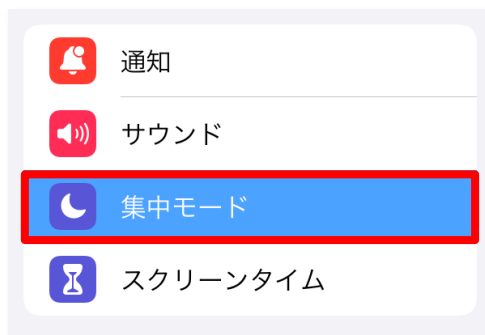 通知
サウンド
集中モード
スクリーンタイム